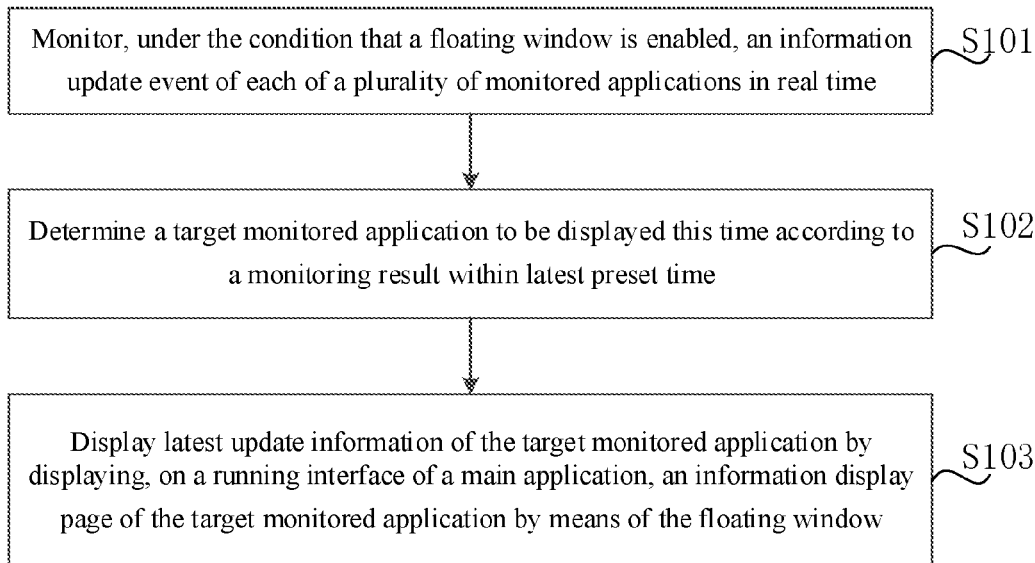 Monitor, under the condition that a floating window is enabled, an information
update event of each of a plurality of monitored applications in real time
S101
Determine a target monitored application to be displayed this time according to
a monitoring result within latest preset time
S102
Display latest update information of the target monitored application by
displaying, on a running interface of a main application, an information display
page of the target monitored application by means of the floating window
S103